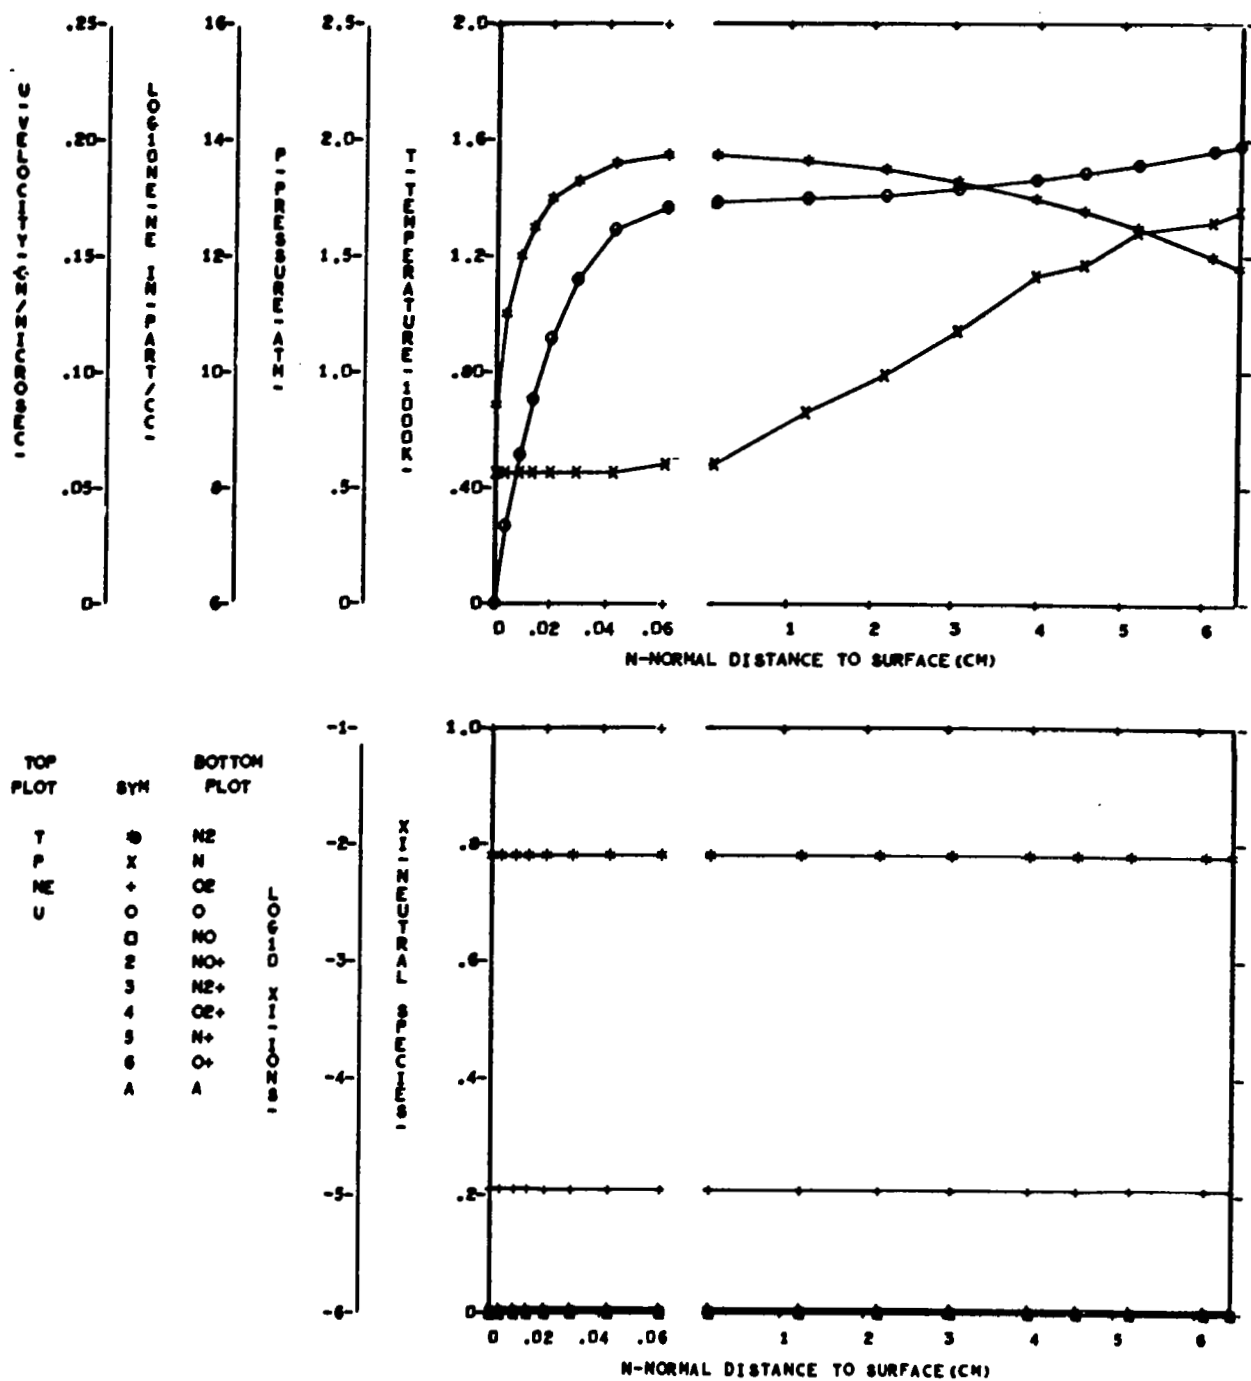 .25- 16- 2.5- 2.0
.20- 14- 2.0- 1.6
.15- 12- 1.5- 1.2
.10- 10- 1.0- .80
.05- 8- .5- .40
0- 6- 0- 0
U-VELOCITY-CM/MICROSEC-
LOG10NE-NE IN-PART/CC-
P-PRESSURE-ATM-
T-TEMPERATURE-1000K-
0 .02 .04 .06 1 2 3 4 5 6
N-NORMAL DISTANCE TO SURFACE(CM)
TOP PLOT SYM BOTTOM PLOT
T * N2
P X N
NE + O2
U O O
□ NO
2 NO+
3 N2+
4 O2+
5 N+
6 O+
A A
LOG10 XI-IONS-
-1-
-2-
-3-
-4-
-5-
-6-
XI-NEUTRAL SPECIES-
1.0
.8
.6
.4
.2
0
0 .02 .04 .06 1 2 3 4 5 6
N-NORMAL DISTANCE TO SURFACE(CM)